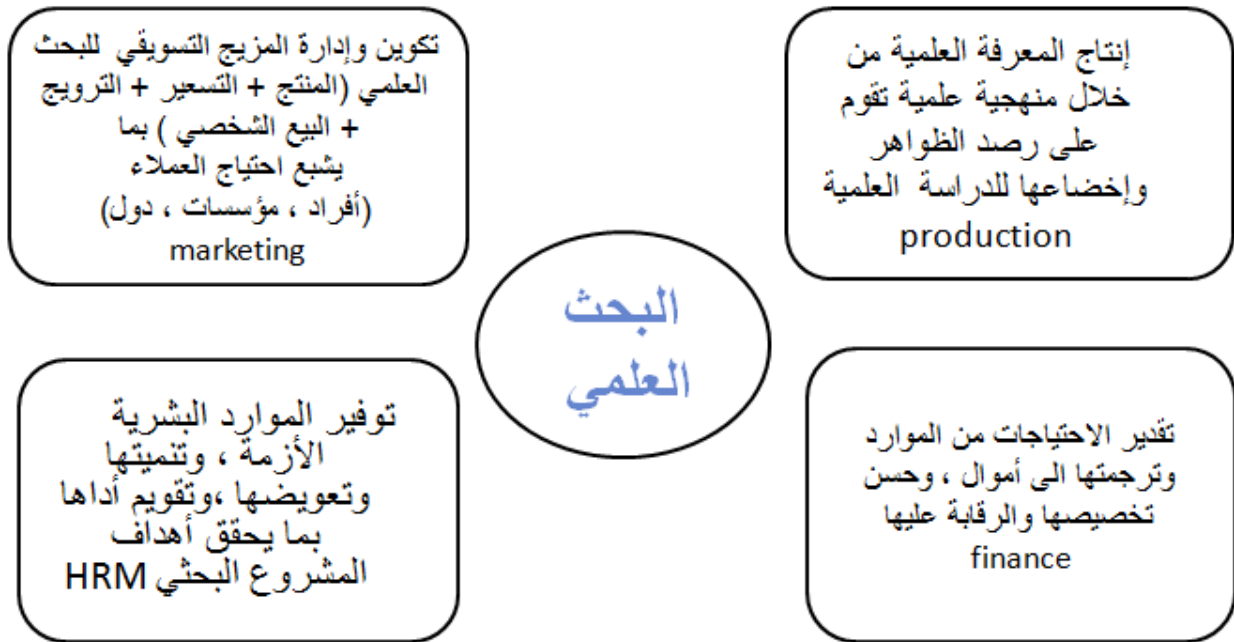 إنتاج المعرفة العلمية من
خلال منهجية علمية تقوم
على رصد الظواهر
وإخضاعها للدراسة العلمية
production
تكوين وإدارة المزيج التسويقي للبحث
العلمي (المنتج + التسعير + الترويج
+ البيع الشخصي ) بما
يشبع احتياج العملاء
(أفراد ، مؤسسات ، دول)
marketing
البحث
العلمي
تقدير الاحتياجات من الموارد
وترجمتها الى أموال ، وحسن
تخصيصها والرقابة عليها
finance
توفير الموارد البشرية
الأزمة ، وتنميتها
وتعويضها ،وتقويم أداها
بما يحقق أهداف
المشروع البحثي HRM